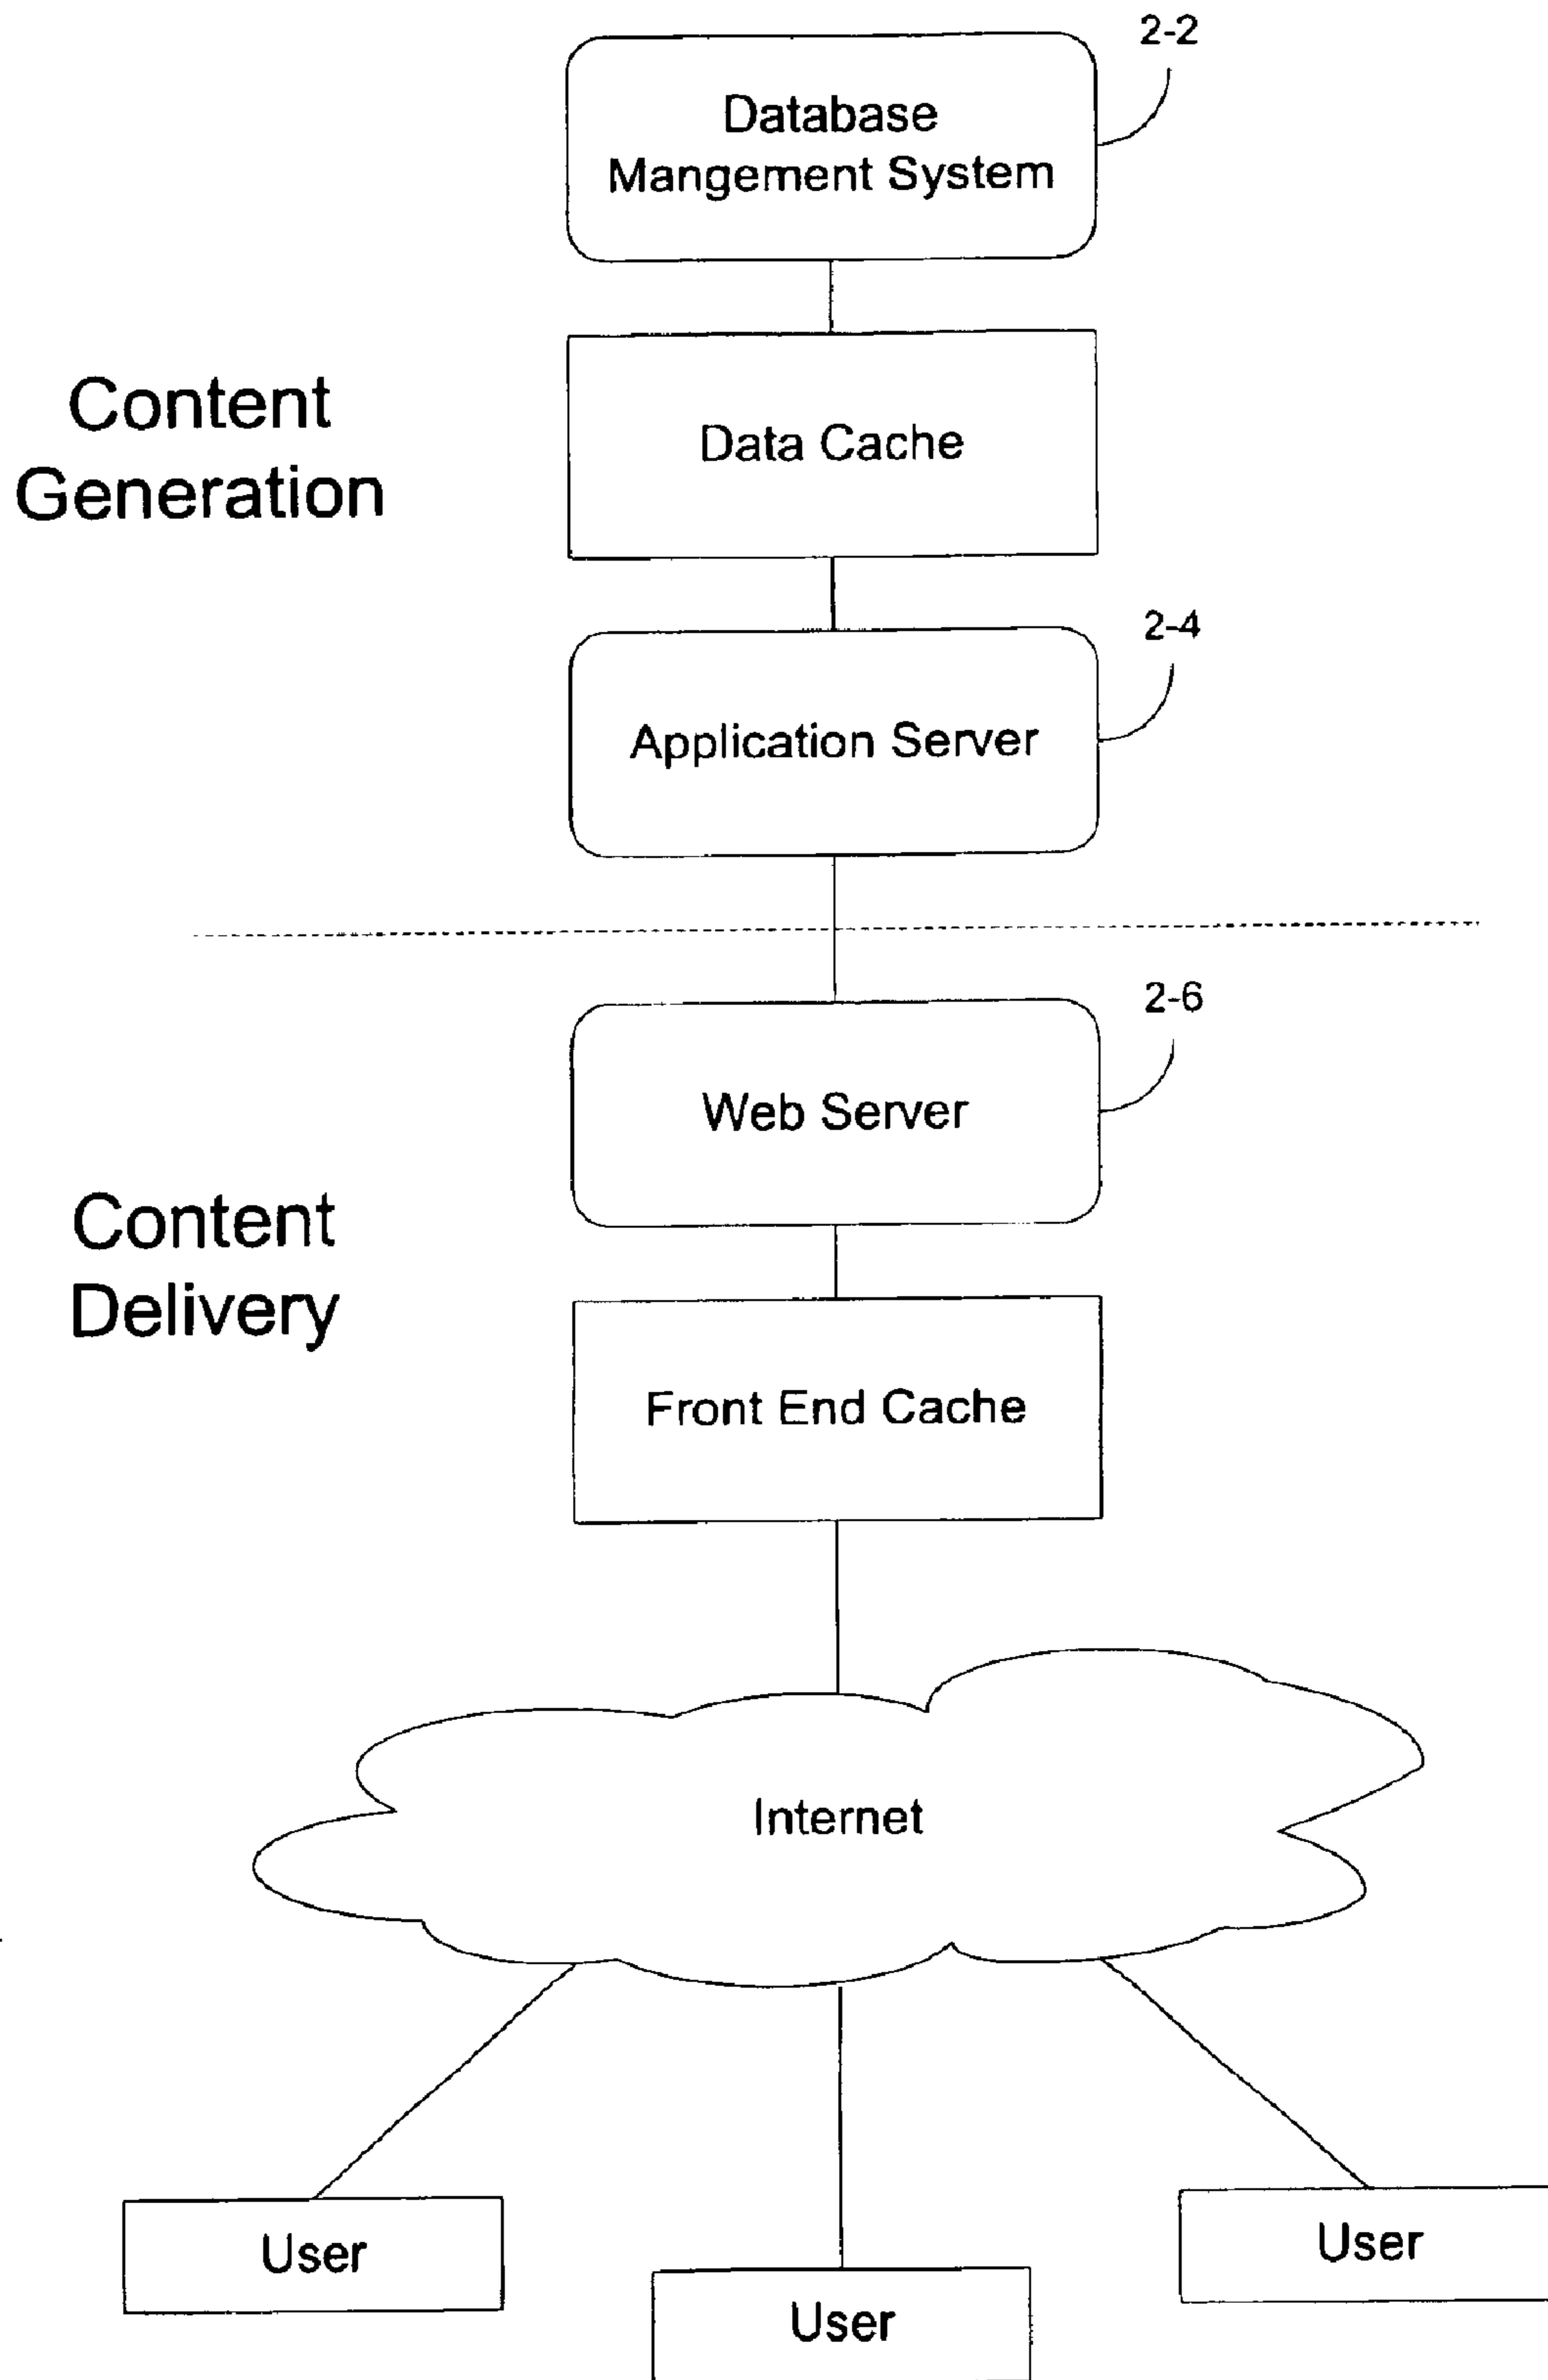 2-2
Database
Mangement System
Content
Generation
Data Cache
2-4
Application Server
2-6
Web Server
Content
Delivery
Front End Cache
Internet
User
User
User